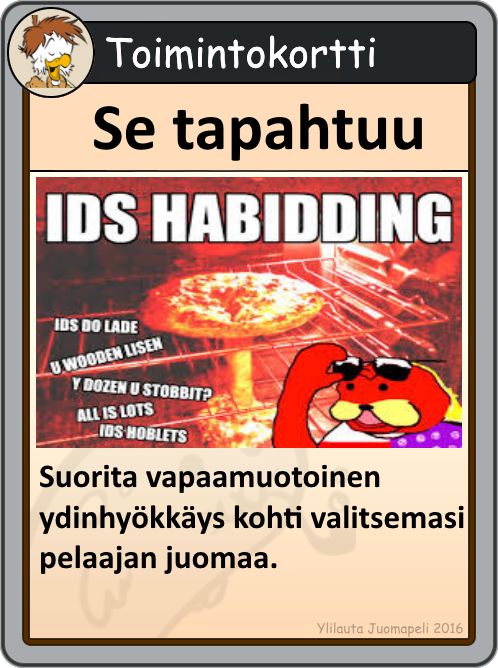 Toimintokortti
Se tapahtuu
IDS HABIDDING
IDS DO LADE
U WOODEN LISEN
Y DOZEN U STOBBIT?
ALL IS LOTS
IDS HOBLETS
Suorita vapaamuotoinen
ydinhyökkäys kohti valitsemasi
pelaajan juomaa.
Ylilauta Juomapeli 2016